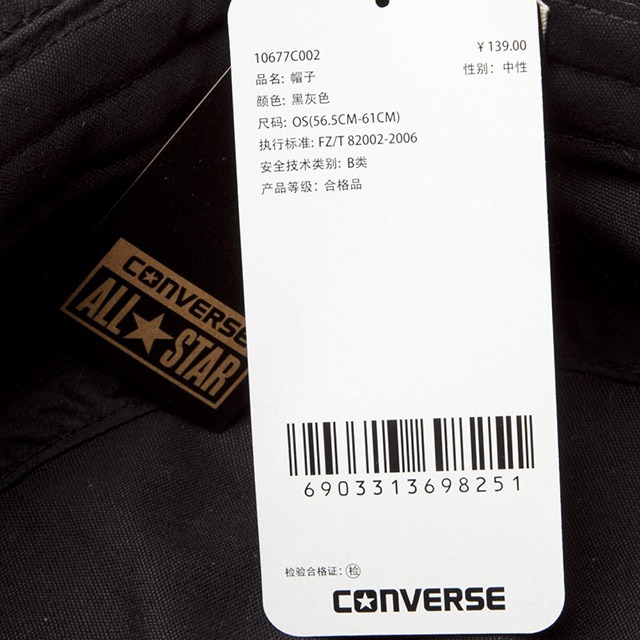 10677C002
￥139.00
品名: 帽子
性别: 中性
颜色: 黑灰色
尺码: OS(56.5CM-61CM)
执行标准: FZ/T 82002-2006
安全技术类别: B类
产品等级: 合格品
CONVERSE
ALL STAR
6903313698251
检验合格证: 检
CONVERSE